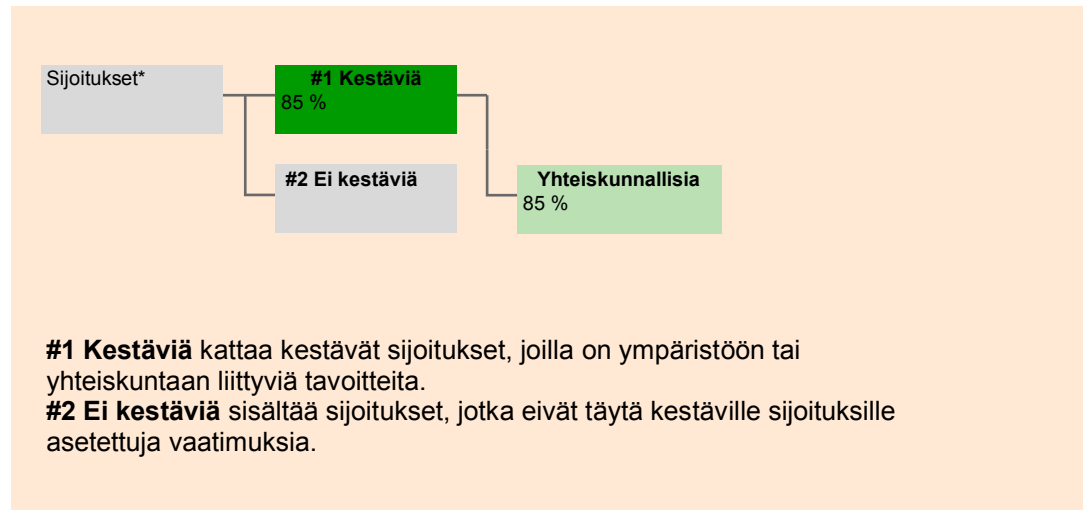 Sijoitukset*
#1 Kestäviä
85 %
#2 Ei kestäviä
Yhteiskunnallisia
85 %
#1 Kestäviä kattaa kestävät sijoitukset, joilla on ympäristöön tai
yhteiskuntaan liittyviä tavoitteita.
#2 Ei kestäviä sisältää sijoitukset, jotka eivät täytä kestäville sijoituksille
asetettuja vaatimuksia.